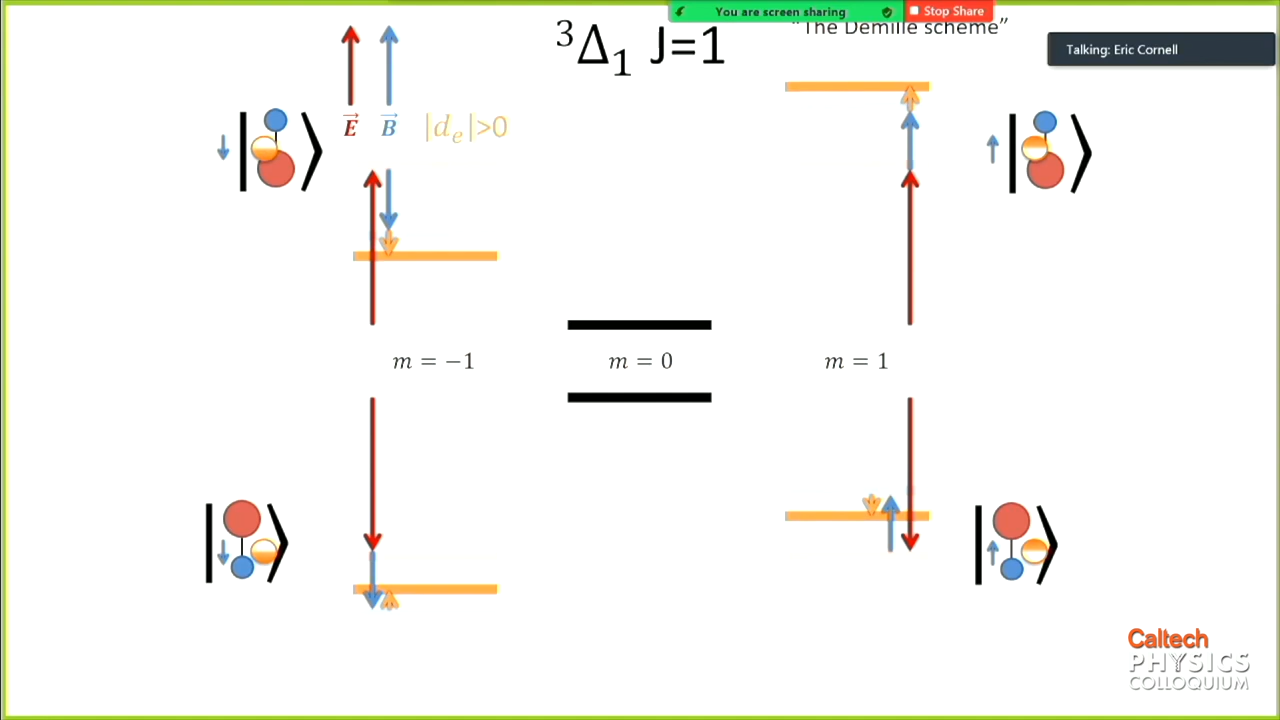 You are screen sharing
Stop Share
"The Demille scheme"
³Δ₁ J=1
Talking: Eric Cornell
E⃗ B⃗ |dₑ|>0
m = −1
m = 0
m = 1
Caltech
PHYSICS
COLLOQUIUM